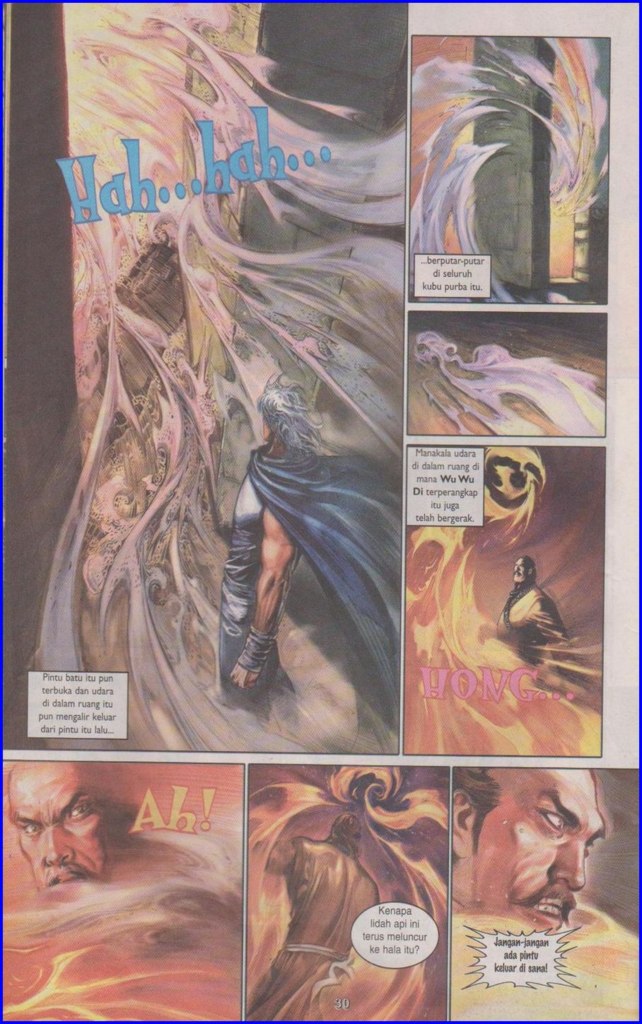 Hah...hah...
Pintu batu itu pun
terbuka dan udara
di dalam ruang itu
pun mengalir keluar
dari pintu itu lalu...
...berputar-putar
di seluruh
kubu purba itu.
Manakala udara
di dalam ruang di
mana Wu Wu
Di terperangkap
itu juga
telah bergerak.
HONG...
Ah!
Kenapa
lidah api ini
terus meluncur
ke hala itu?
Jangan-jangan
ada pintu
keluar di sana!
30